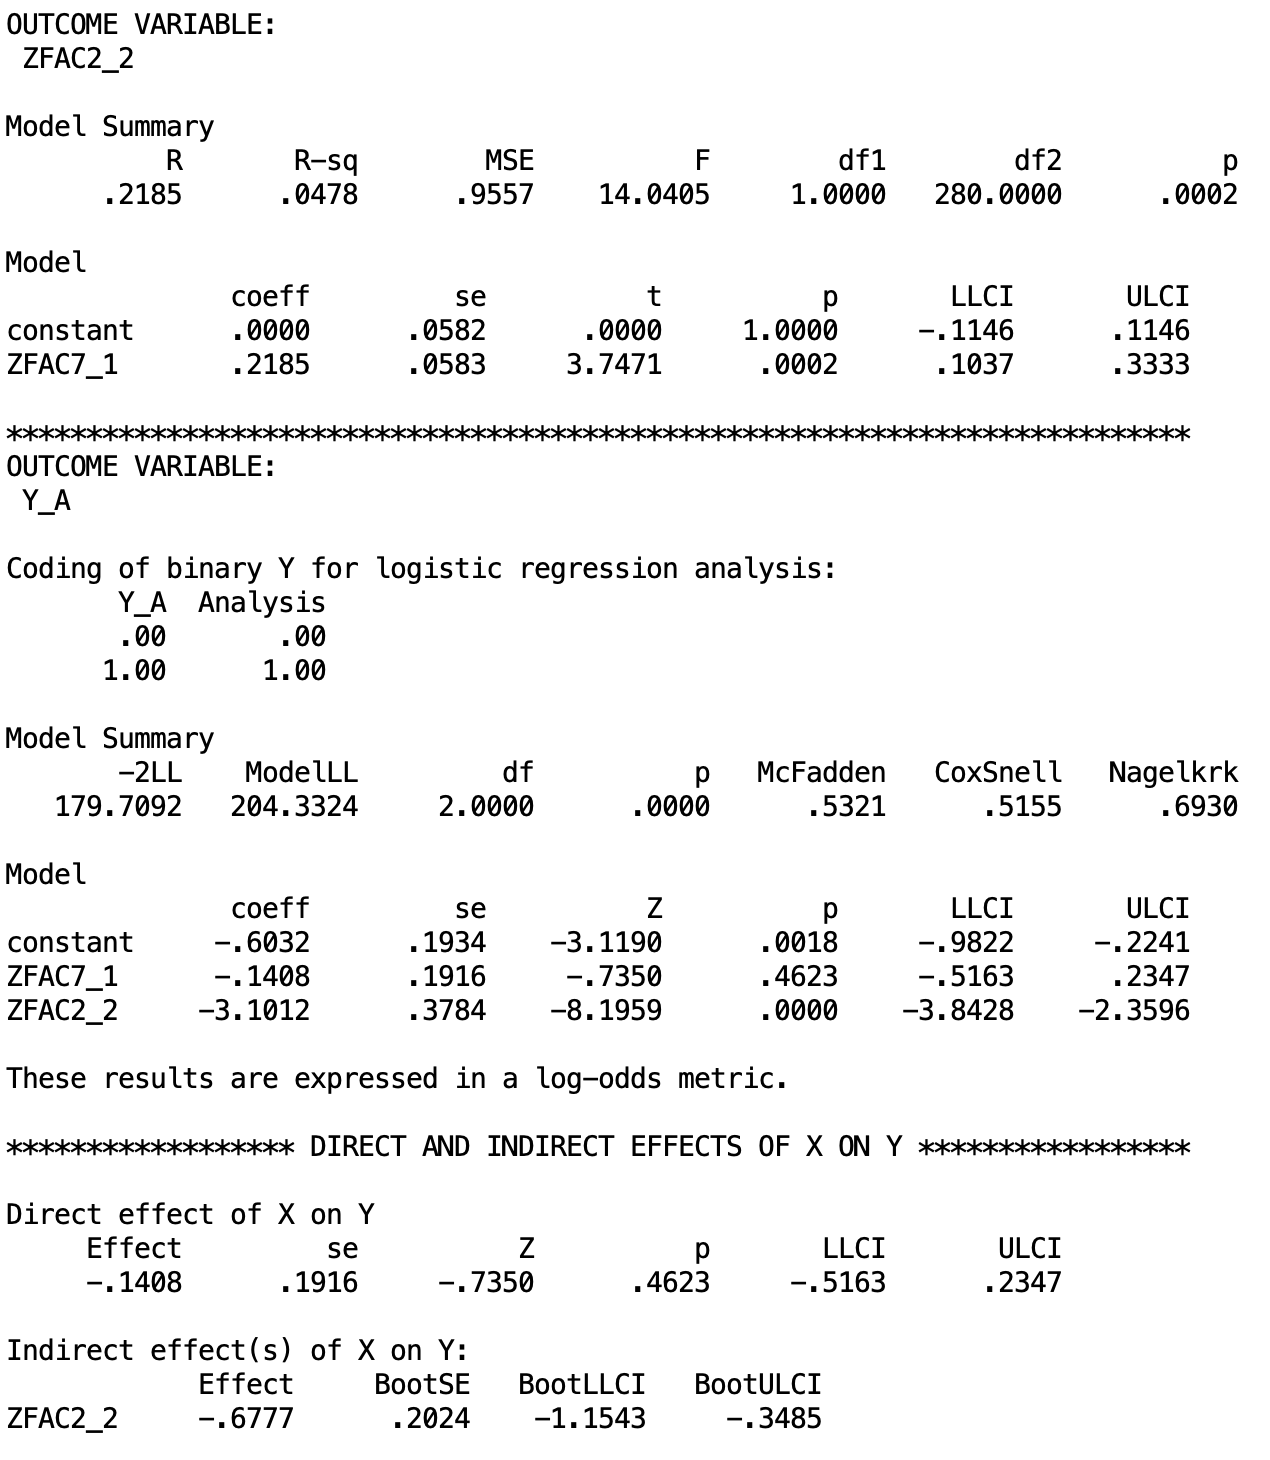 OUTCOME VARIABLE:
 ZFAC2_2

Model Summary
          R       R-sq        MSE          F        df1        df2          p
      .2185      .0478      .9557    14.0405     1.0000   280.0000      .0002

Model
              coeff         se          t          p       LLCI       ULCI
constant      .0000      .0582      .0000     1.0000     -.1146      .1146
ZFAC7_1       .2185      .0583     3.7471      .0002      .1037      .3333

**************************************************************************
OUTCOME VARIABLE:
 Y_A

Coding of binary Y for logistic regression analysis:
       Y_A  Analysis
       .00       .00
      1.00      1.00

Model Summary
       -2LL    ModelLL         df          p   McFadden   CoxSnell   Nagelkrk
   179.7092   204.3324     2.0000      .0000      .5321      .5155      .6930

Model
              coeff         se          Z          p       LLCI       ULCI
constant     -.6032      .1934    -3.1190      .0018     -.9822     -.2241
ZFAC7_1      -.1408      .1916     -.7350      .4623     -.5163      .2347
ZFAC2_2     -3.1012      .3784    -8.1959      .0000    -3.8428    -2.3596

These results are expressed in a log-odds metric.

****************** DIRECT AND INDIRECT EFFECTS OF X ON Y *****************

Direct effect of X on Y
     Effect         se          Z          p       LLCI       ULCI
     -.1408      .1916     -.7350      .4623     -.5163      .2347

Indirect effect(s) of X on Y:
            Effect     BootSE   BootLLCI   BootULCI
ZFAC2_2     -.6777      .2024    -1.1543     -.3485